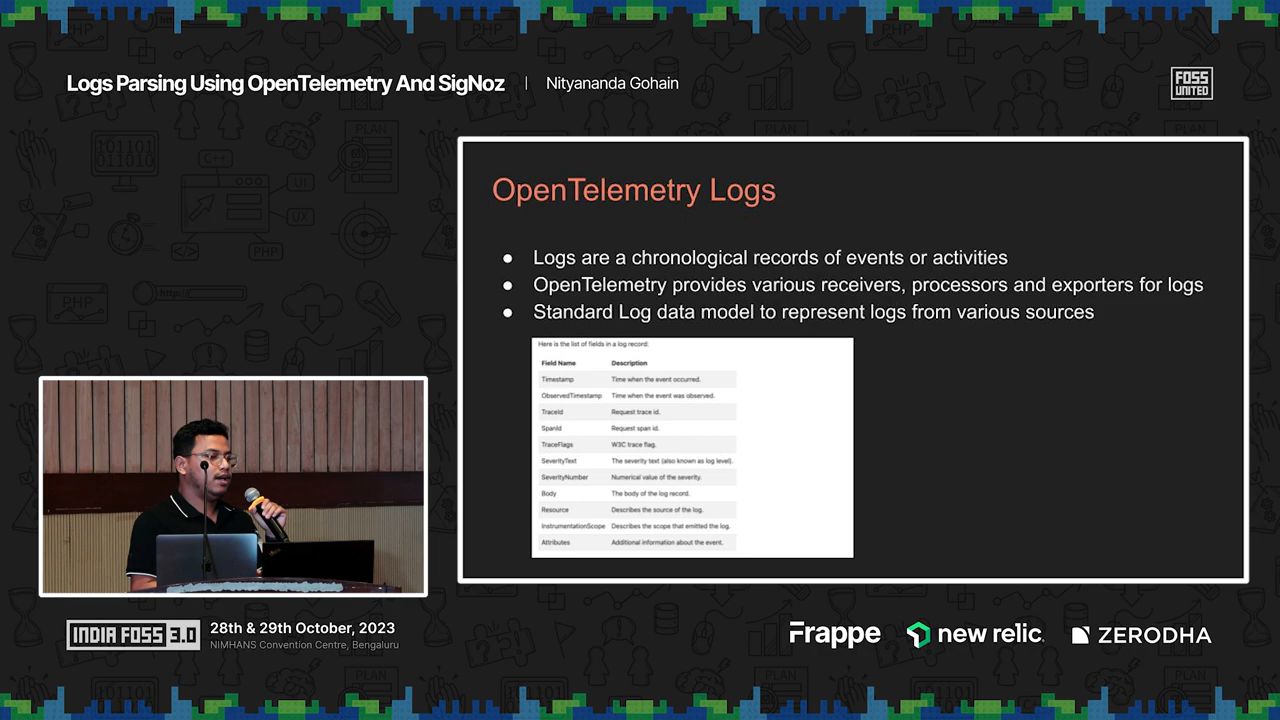 Logs Parsing Using OpenTelemetry And SigNoz | Nityananda Gohain
FOSS
UNITED
OpenTelemetry Logs
● Logs are a chronological records of events or activities
● OpenTelemetry provides various receivers, processors and exporters for logs
● Standard Log data model to represent logs from various sources
Here is the list of fields in a log record:
Field Name Description
Timestamp Time when the event occurred.
ObservedTimestamp Time when the event was observed.
TraceId Request trace id.
SpanId Request span id.
TraceFlags W3C trace flag.
SeverityText The severity text (also known as log level).
SeverityNumber Numerical value of the severity.
Body The body of the log record.
Resource Describes the source of the log.
InstrumentationScope Describes the scope that emitted the log.
Attributes Additional information about the event.
INDIA FOSS 3.0
28th & 29th October, 2023
NIMHANS Convention Centre, Bengaluru
Frappe
new relic
ZERODHA
PHP
PLAN
C++
UI
UX
</>
PHP
PHP
http://